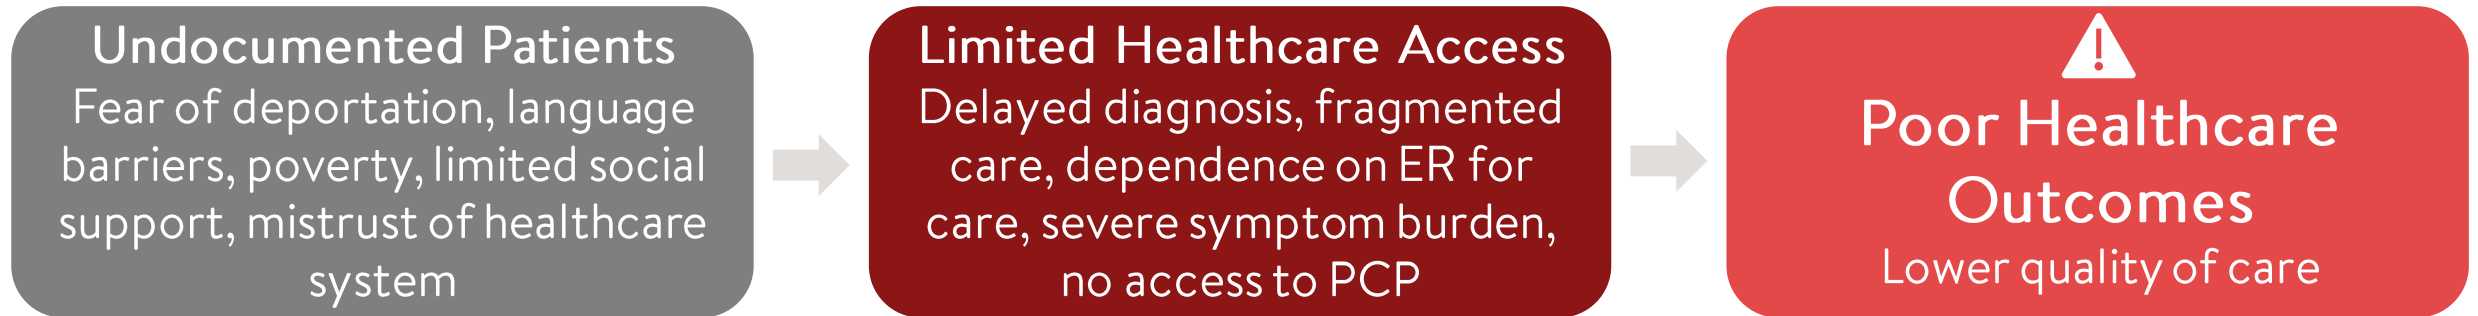 Undocumented Patients
Fear of deportation, language
barriers, poverty, limited social
support, mistrust of healthcare
system
Limited Healthcare Access
Delayed diagnosis, fragmented
care, dependence on ER for
care, severe symptom burden,
no access to PCP
Poor Healthcare
Outcomes
Lower quality of care